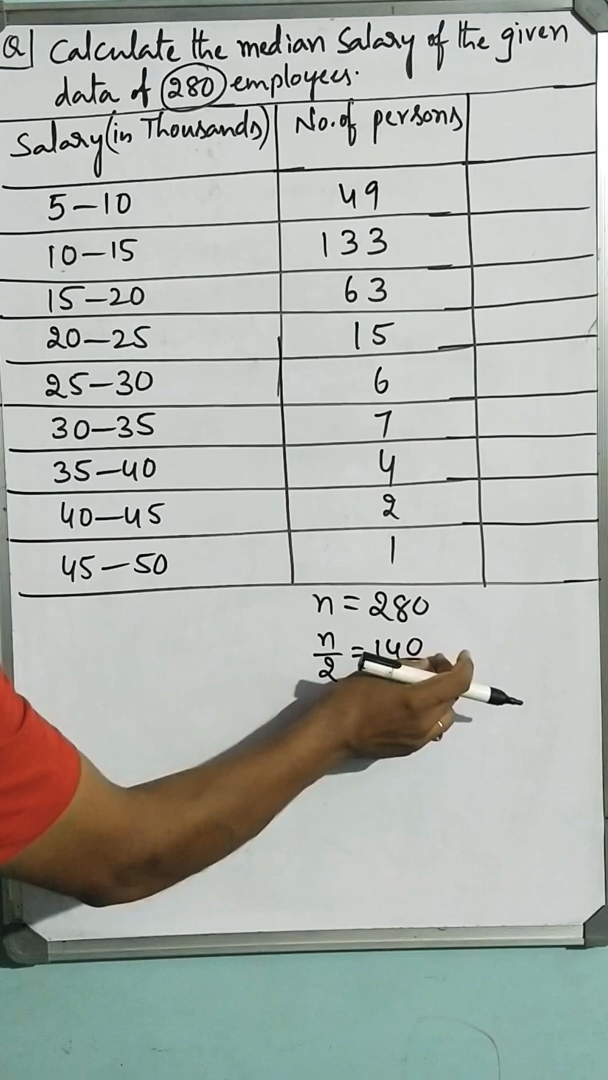 Q| Calculate the median Salary of the given
data of 280 employees.
Salary(in Thousands) No. of persons
5-10 49
10-15 133
15-20 63
20-25 15
25-30 6
30-35 7
35-40 4
40-45 2
45-50 1
n = 280
n/2 = 140